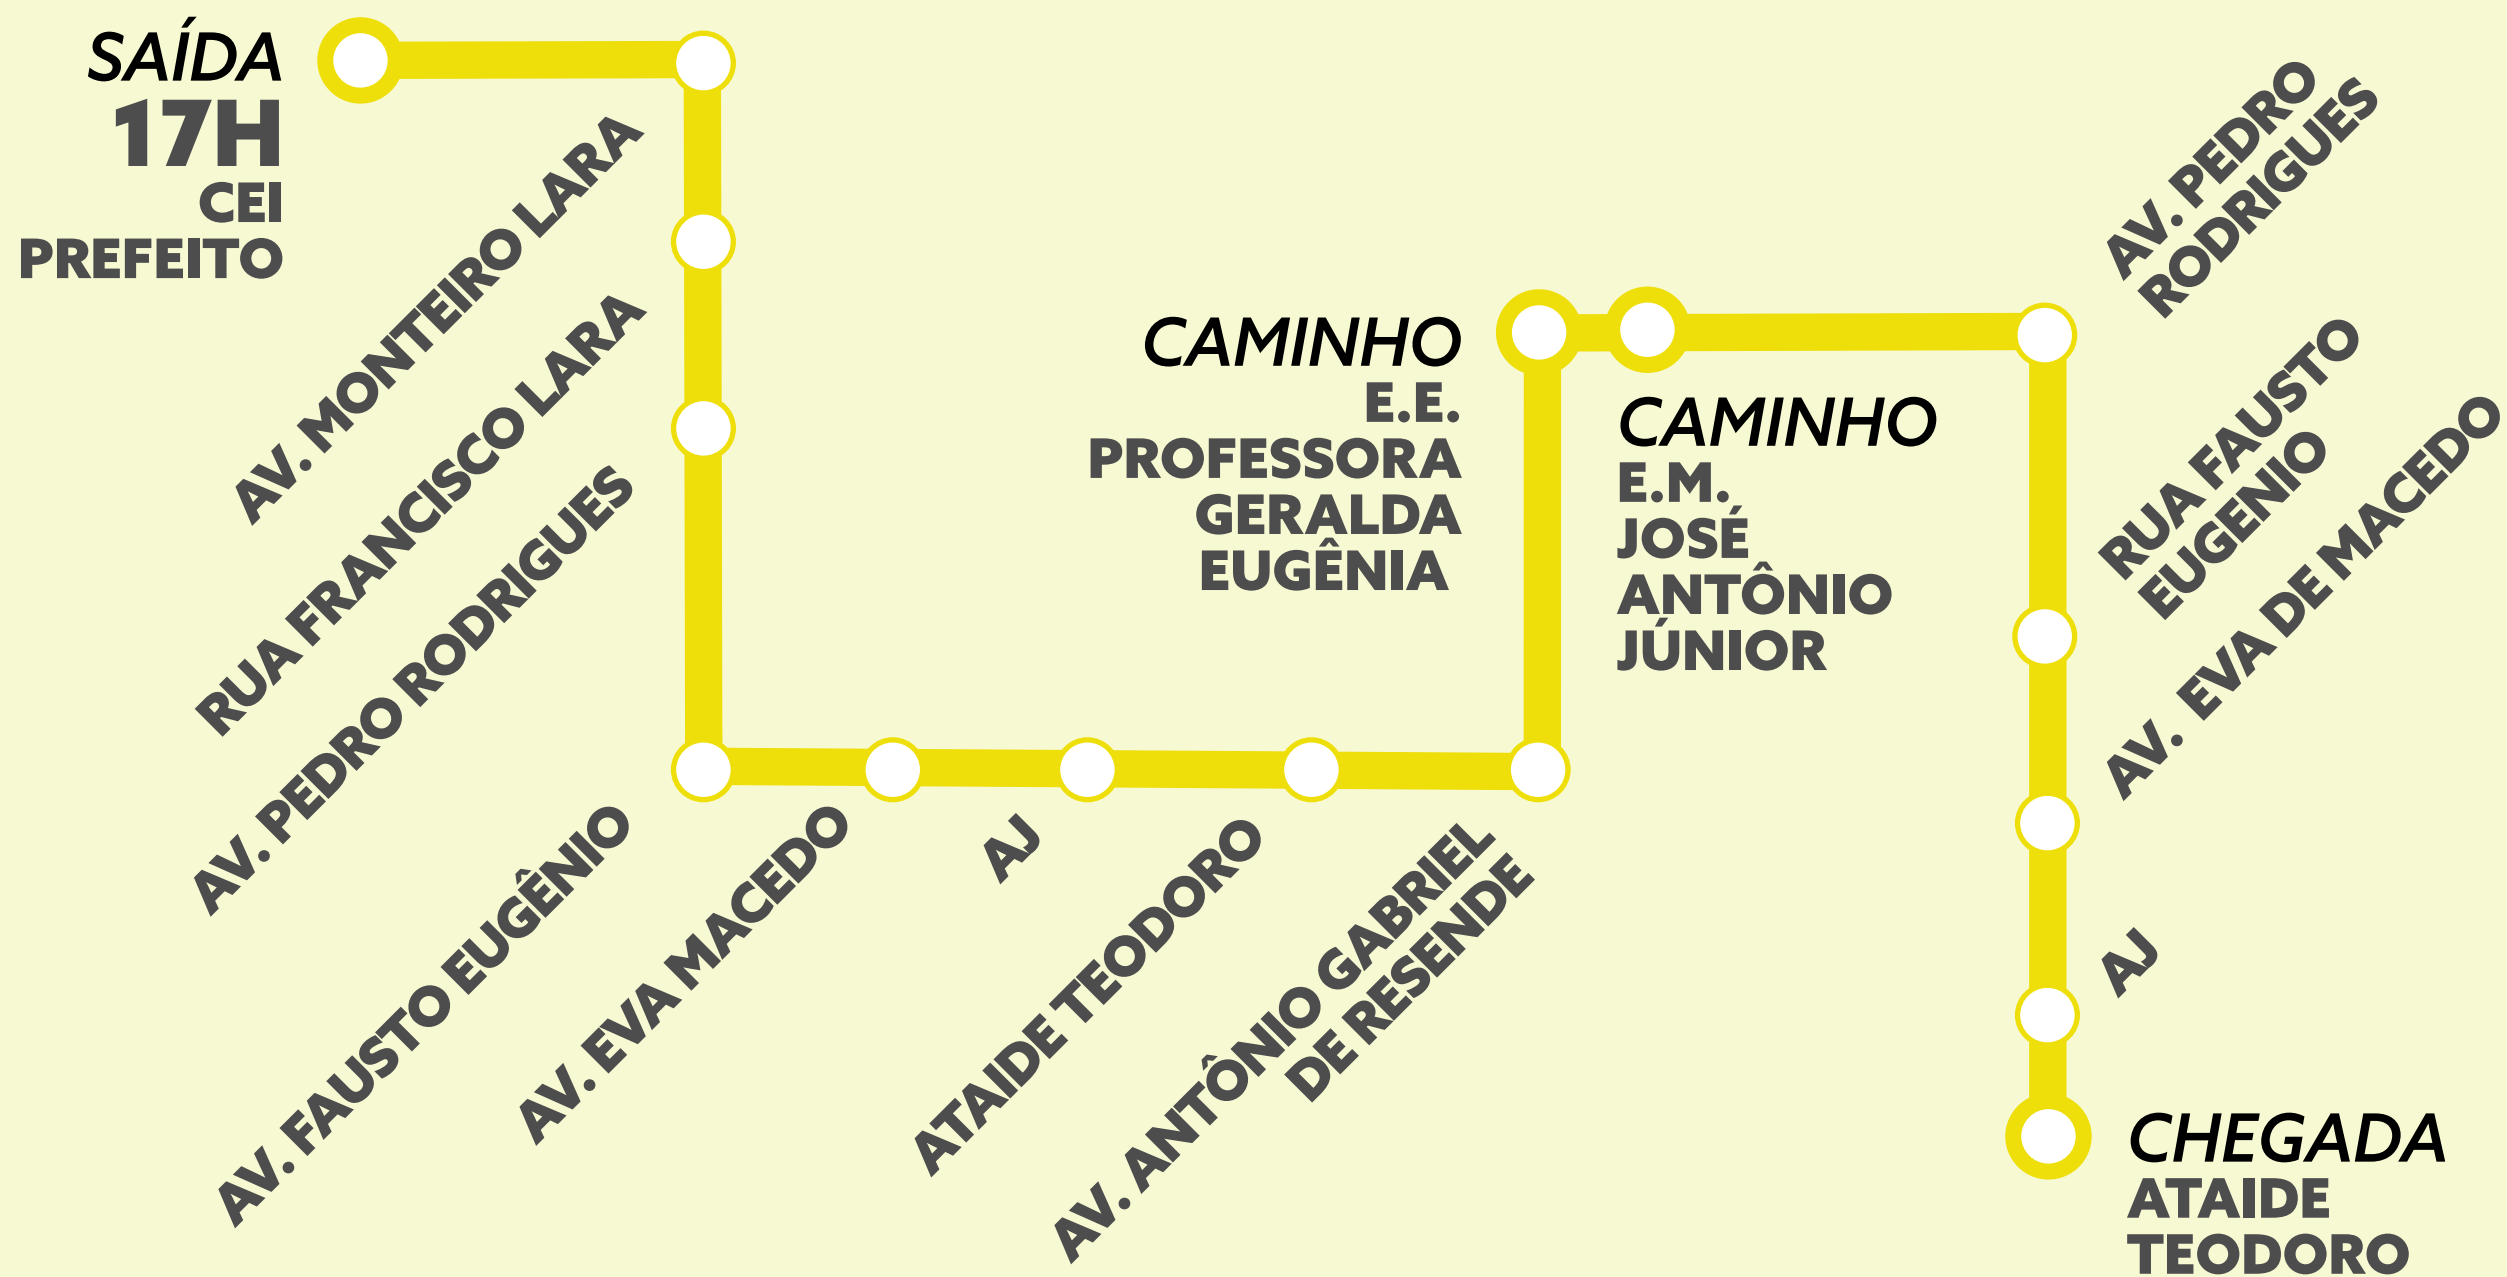 SAÍDA
17H
CEI
PREFEITO
AV. MONTEIRO LARA
RUA FRANCISCO LARA
AV. PEDRO RODRIGUES
AV. FAUSTO EUGÊNIO
AV. EVA MACEDO
AJ
ATAIDE TEODORO
AV. ANTÔNIO GABRIEL
DE RESENDE
CAMINHO
E.E.
PROFESSORA
GERALDA
EUGÊNIA
CAMINHO
E.M.
JOSÉ
ANTÔNIO
JÚNIOR
AV. PEDRO
RODRIGUES
RUA FAUSTO
EUGENIO
AV. EVA DE MACEDO
AJ
CHEGADA
ATAIDE
TEODORO